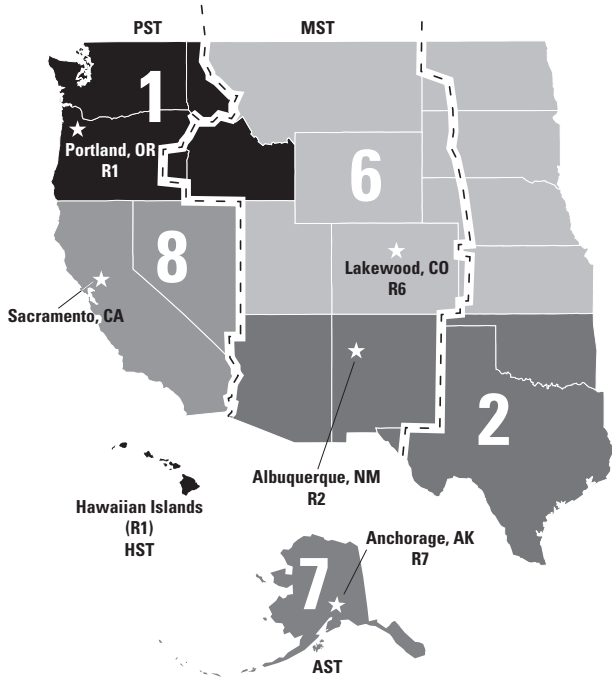 PST
MST
1
Portland, OR
R1
6
8
Lakewood, CO
R6
Sacramento, CA
2
Albuquerque, NM
R2
Hawaiian Islands
(R1)
HST
Anchorage, AK
R7
7
AST